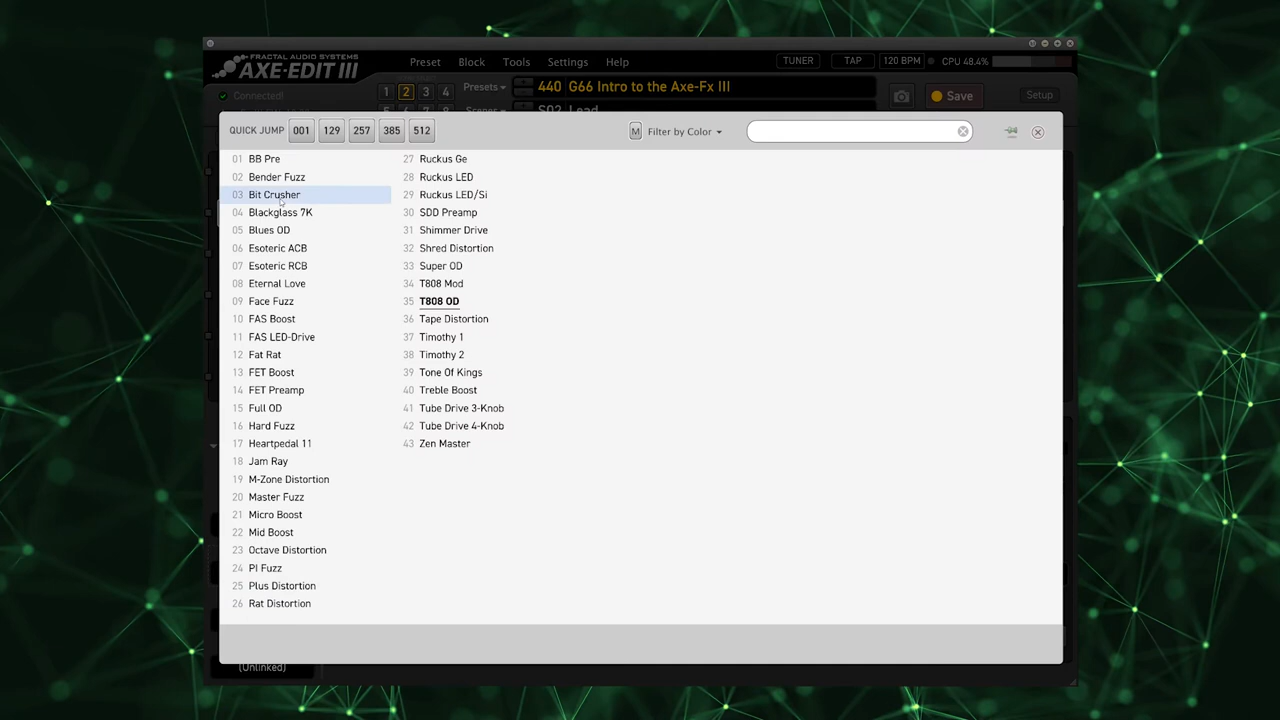 FRACTAL AUDIO SYSTEMS
AXE-EDIT III
Preset Block Tools Settings Help
TUNER TAP 120 BPM CPU 48.4%
Connected!
1 2 3 4
Presets
440 G66 Intro to the Axe-Fx III
Save
Setup
S02 Lead
QUICK JUMP 001 129 257 385 512
M Filter by Color
01 BB Pre
02 Bender Fuzz
03 Bit Crusher
04 Blackglass 7K
05 Blues OD
06 Esoteric ACB
07 Esoteric RCB
08 Eternal Love
09 Face Fuzz
10 FAS Boost
11 FAS LED-Drive
12 Fat Rat
13 FET Boost
14 FET Preamp
15 Full OD
16 Hard Fuzz
17 Heartpedal 11
18 Jam Ray
19 M-Zone Distortion
20 Master Fuzz
21 Micro Boost
22 Mid Boost
23 Octave Distortion
24 PI Fuzz
25 Plus Distortion
26 Rat Distortion
27 Ruckus Ge
28 Ruckus LED
29 Ruckus LED/Si
30 SDD Preamp
31 Shimmer Drive
32 Shred Distortion
33 Super OD
34 T808 Mod
35 T808 OD
36 Tape Distortion
37 Timothy 1
38 Timothy 2
39 Tone Of Kings
40 Treble Boost
41 Tube Drive 3-Knob
42 Tube Drive 4-Knob
43 Zen Master
(Unlinked)